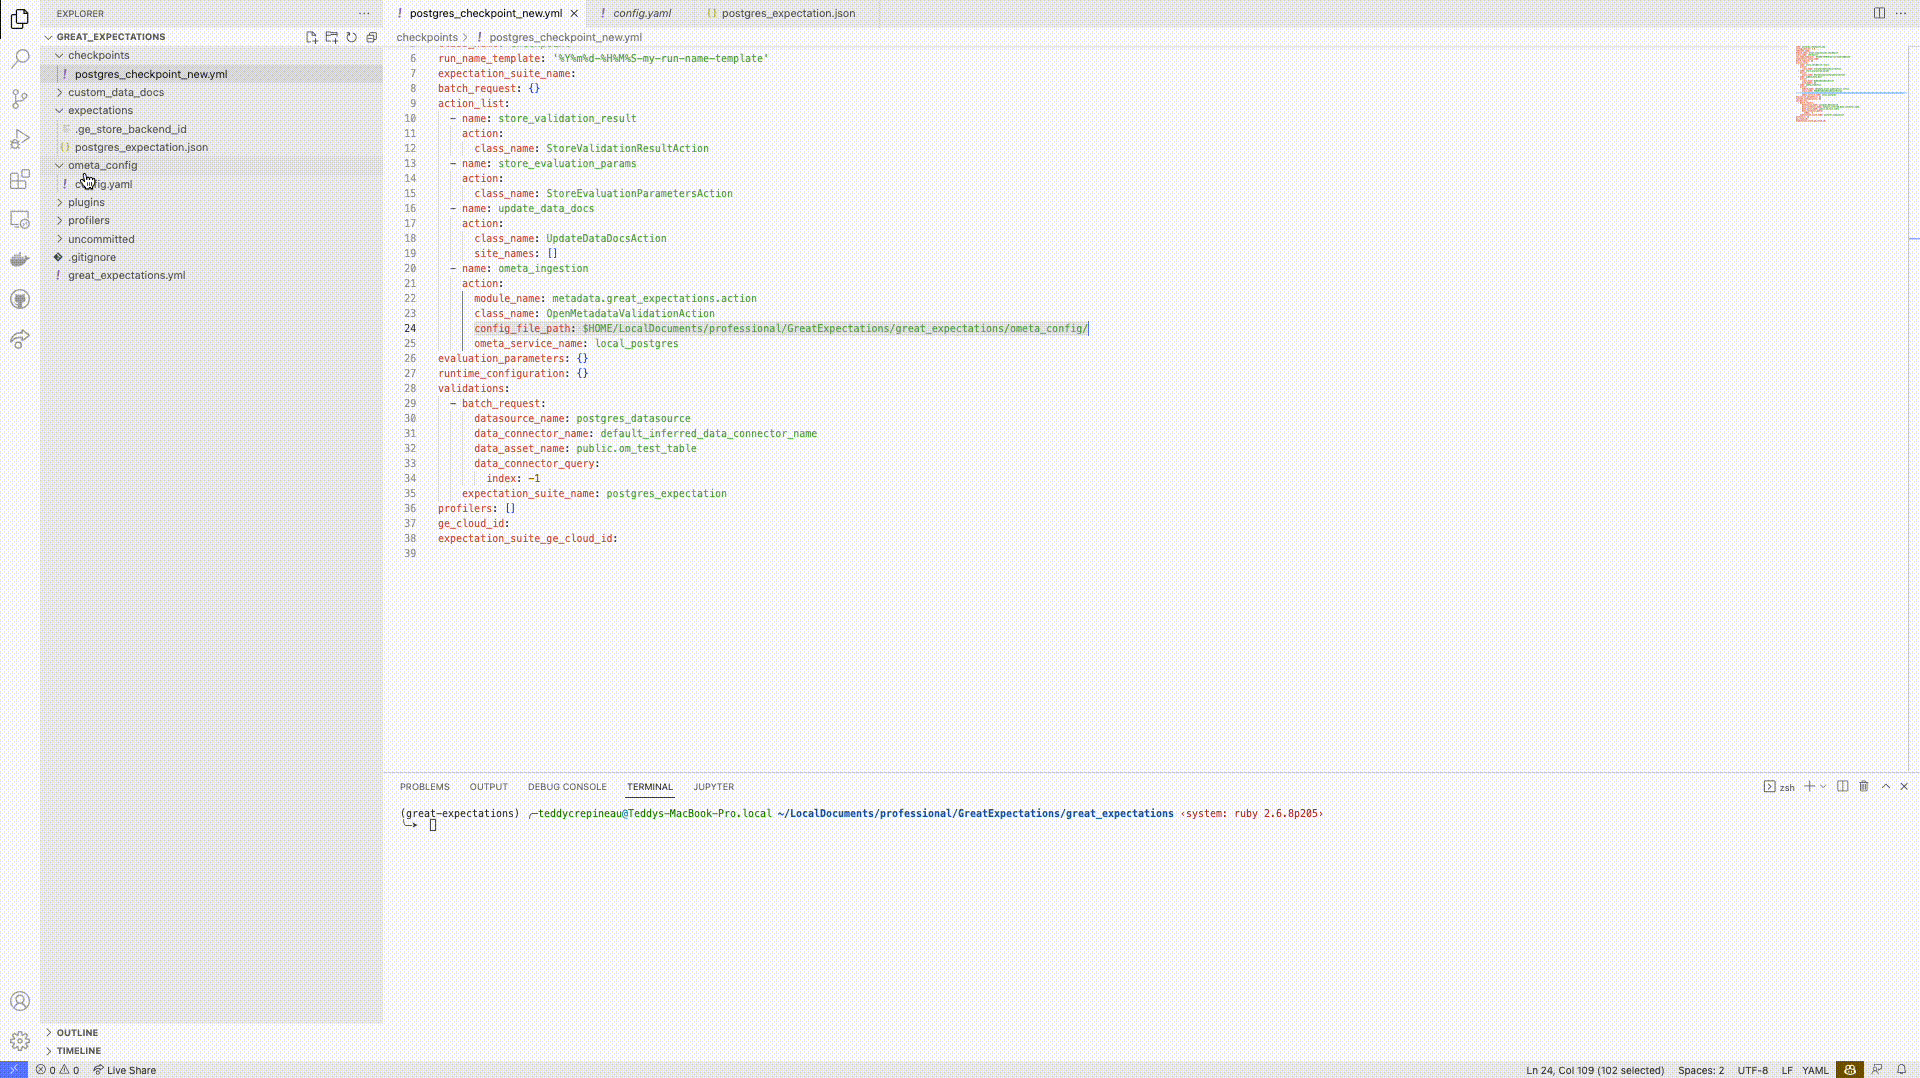 EXPLORER
GREAT_EXPECTATIONS
checkpoints
! postgres_checkpoint_new.yml
custom_data_docs
expectations
.ge_store_backend_id
{} postgres_expectation.json
ometa_config
! config.yaml
plugins
profilers
uncommitted
.gitignore
! great_expectations.yml
OUTLINE
TIMELINE
! postgres_checkpoint_new.yml
! config.yaml
{} postgres_expectation.json
checkpoints > ! postgres_checkpoint_new.yml
6 run_name_template: '%Y%m%d-%H%M%S-my-run-name-template'
7 expectation_suite_name:
8 batch_request: {}
9 action_list:
10 - name: store_validation_result
11 action:
12 class_name: StoreValidationResultAction
13 - name: store_evaluation_params
14 action:
15 class_name: StoreEvaluationParametersAction
16 - name: update_data_docs
17 action:
18 class_name: UpdateDataDocsAction
19 site_names: []
20 - name: ometa_ingestion
21 action:
22 module_name: metadata.great_expectations.action
23 class_name: OpenMetadataValidationAction
24 config_file_path: $HOME/LocalDocuments/professional/GreatExpectations/great_expectations/ometa_config/
25 ometa_service_name: local_postgres
26 evaluation_parameters: {}
27 runtime_configuration: {}
28 validations:
29 - batch_request:
30 datasource_name: postgres_datasource
31 data_connector_name: default_inferred_data_connector_name
32 data_asset_name: public.om_test_table
33 data_connector_query:
34 index: -1
35 expectation_suite_name: postgres_expectation
36 profilers: []
37 ge_cloud_id:
38 expectation_suite_ge_cloud_id:
39
PROBLEMS OUTPUT DEBUG CONSOLE TERMINAL JUPYTER
zsh
(great-expectations) ╭─teddycrepineau@Teddys-MacBook-Pro.local ~/LocalDocuments/professional/GreatExpectations/great_expectations ‹system: ruby 2.6.8p205›
╰─➤
0 0 Live Share
Ln 24, Col 109 (102 selected) Spaces: 2 UTF-8 LF YAML